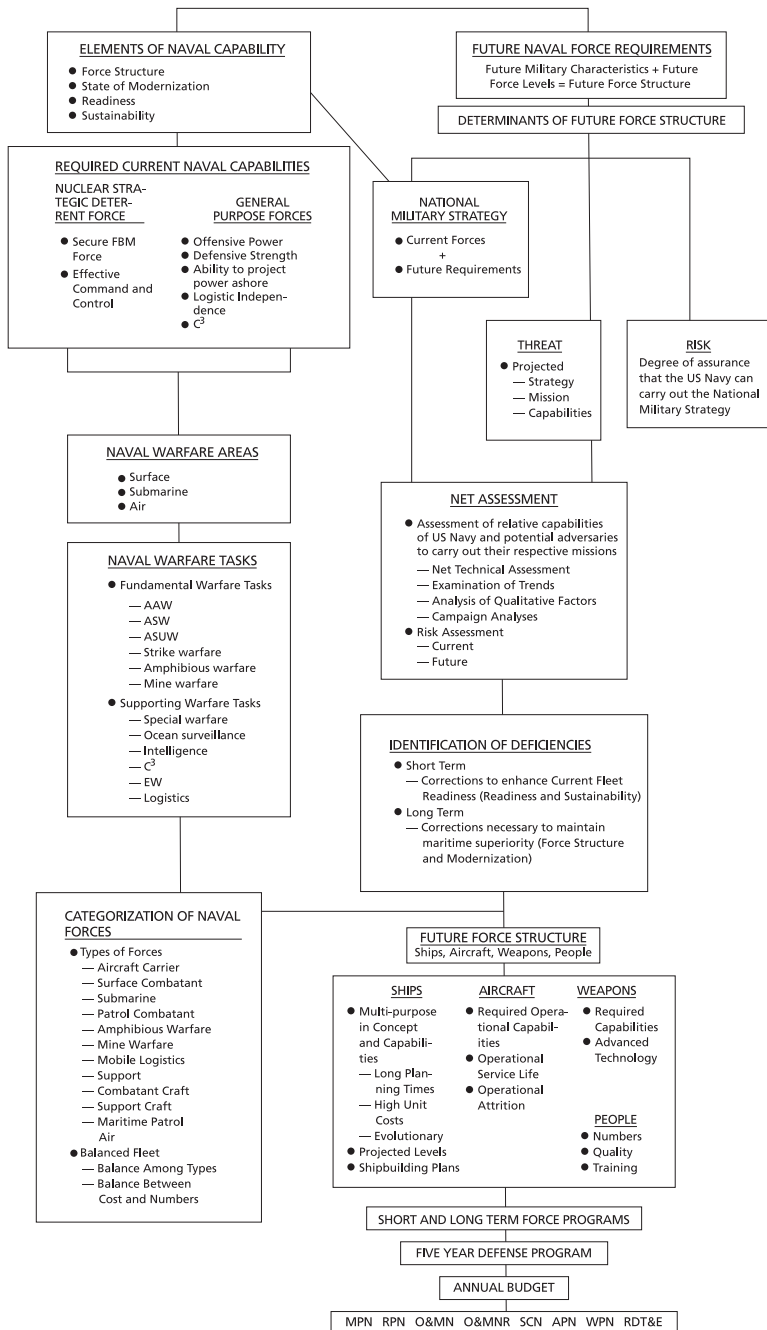 ELEMENTS OF NAVAL CAPABILITY
● Force Structure
● State of Modernization
● Readiness
● Sustainability
FUTURE NAVAL FORCE REQUIREMENTS
Future Military Characteristics + Future
Force Levels = Future Force Structure
DETERMINANTS OF FUTURE FORCE STRUCTURE
REQUIRED CURRENT NAVAL CAPABILITIES
NUCLEAR STRA-
TEGIC DETER-
RENT FORCE
● Secure FBM
Force
● Effective
Command and
Control
GENERAL
PURPOSE FORCES
● Offensive Power
● Defensive Strength
● Ability to project
power ashore
● Logistic Indepen-
dence
● C³
NATIONAL
MILITARY STRATEGY
● Current Forces
+
● Future Requirements
THREAT
● Projected
— Strategy
— Mission
— Capabilities
RISK
Degree of assurance
that the US Navy can
carry out the National
Military Strategy
NAVAL WARFARE AREAS
● Surface
● Submarine
● Air
NET ASSESSMENT
● Assessment of relative capabilities
of US Navy and potential adversaries
to carry out their respective missions
— Net Technical Assessment
— Examination of Trends
— Analysis of Qualitative Factors
— Campaign Analyses
● Risk Assessment
— Current
— Future
NAVAL WARFARE TASKS
● Fundamental Warfare Tasks
— AAW
— ASW
— ASUW
— Strike warfare
— Amphibious warfare
— Mine warfare
● Supporting Warfare Tasks
— Special warfare
— Ocean surveillance
— Intelligence
— C³
— EW
— Logistics
IDENTIFICATION OF DEFICIENCIES
● Short Term
— Corrections to enhance Current Fleet
Readiness (Readiness and Sustainability)
● Long Term
— Corrections necessary to maintain
maritime superiority (Force Structure
and Modernization)
CATEGORIZATION OF NAVAL
FORCES
● Types of Forces
— Aircraft Carrier
— Surface Combatant
— Submarine
— Patrol Combatant
— Amphibious Warfare
— Mine Warfare
— Mobile Logistics
— Support
— Combatant Craft
— Support Craft
— Maritime Patrol
Air
● Balanced Fleet
— Balance Among Types
— Balance Between
Cost and Numbers
FUTURE FORCE STRUCTURE
Ships, Aircraft, Weapons, People
SHIPS
● Multi-purpose
in Concept
and Capabili-
ties
— Long Plan-
ning Times
— High Unit
Costs
— Evolutionary
● Projected Levels
● Shipbuilding Plans
AIRCRAFT
● Required Opera-
tional Capabil-
ities
● Operational
Service Life
● Operational
Attrition
WEAPONS
● Required
Capabilities
● Advanced
Technology
PEOPLE
● Numbers
● Quality
● Training
SHORT AND LONG TERM FORCE PROGRAMS
FIVE YEAR DEFENSE PROGRAM
ANNUAL BUDGET
MPN RPN O&MN O&MNR SCN APN WPN RDT&E